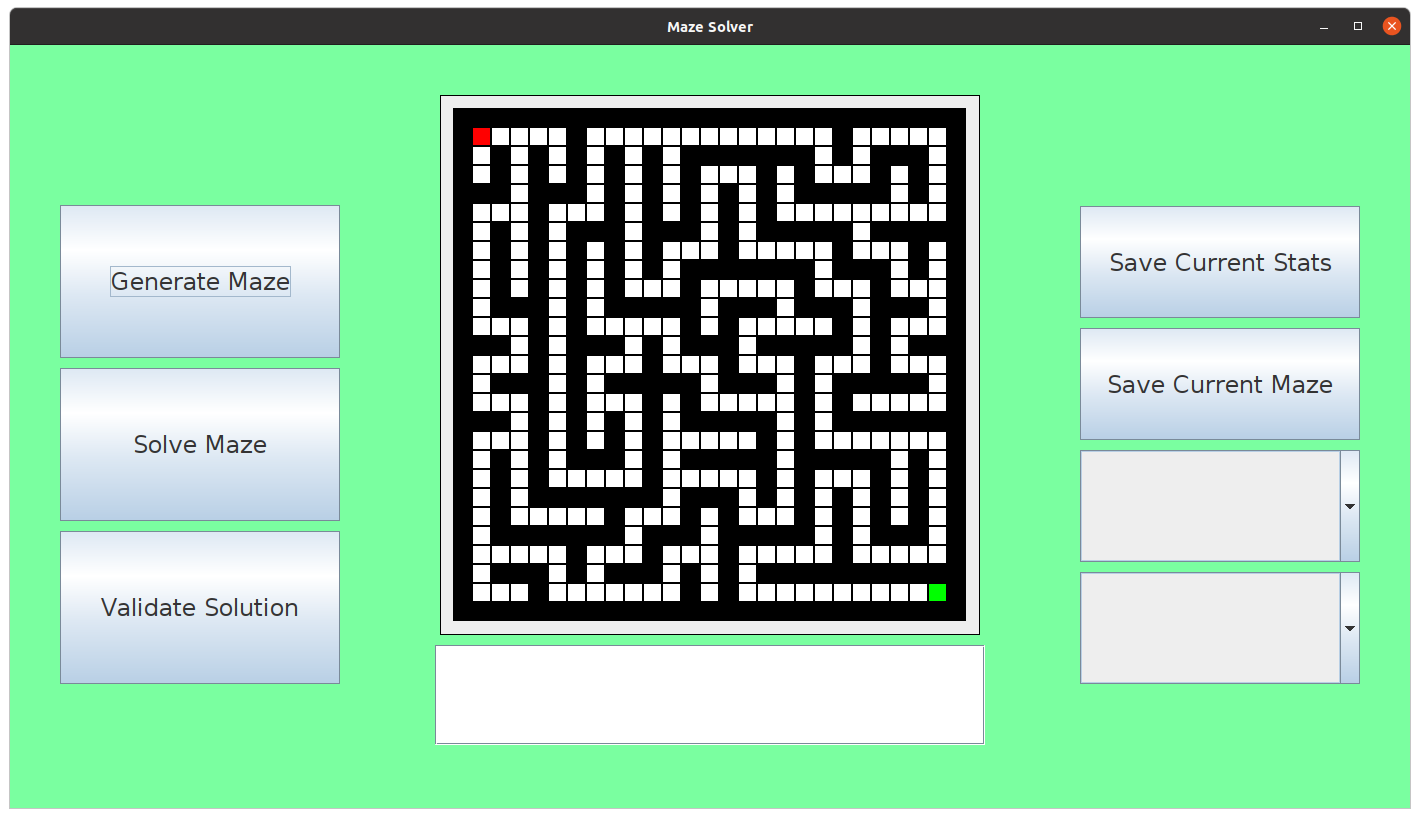 Maze Solver
Generate Maze
Solve Maze
Validate Solution
Save Current Stats
Save Current Maze